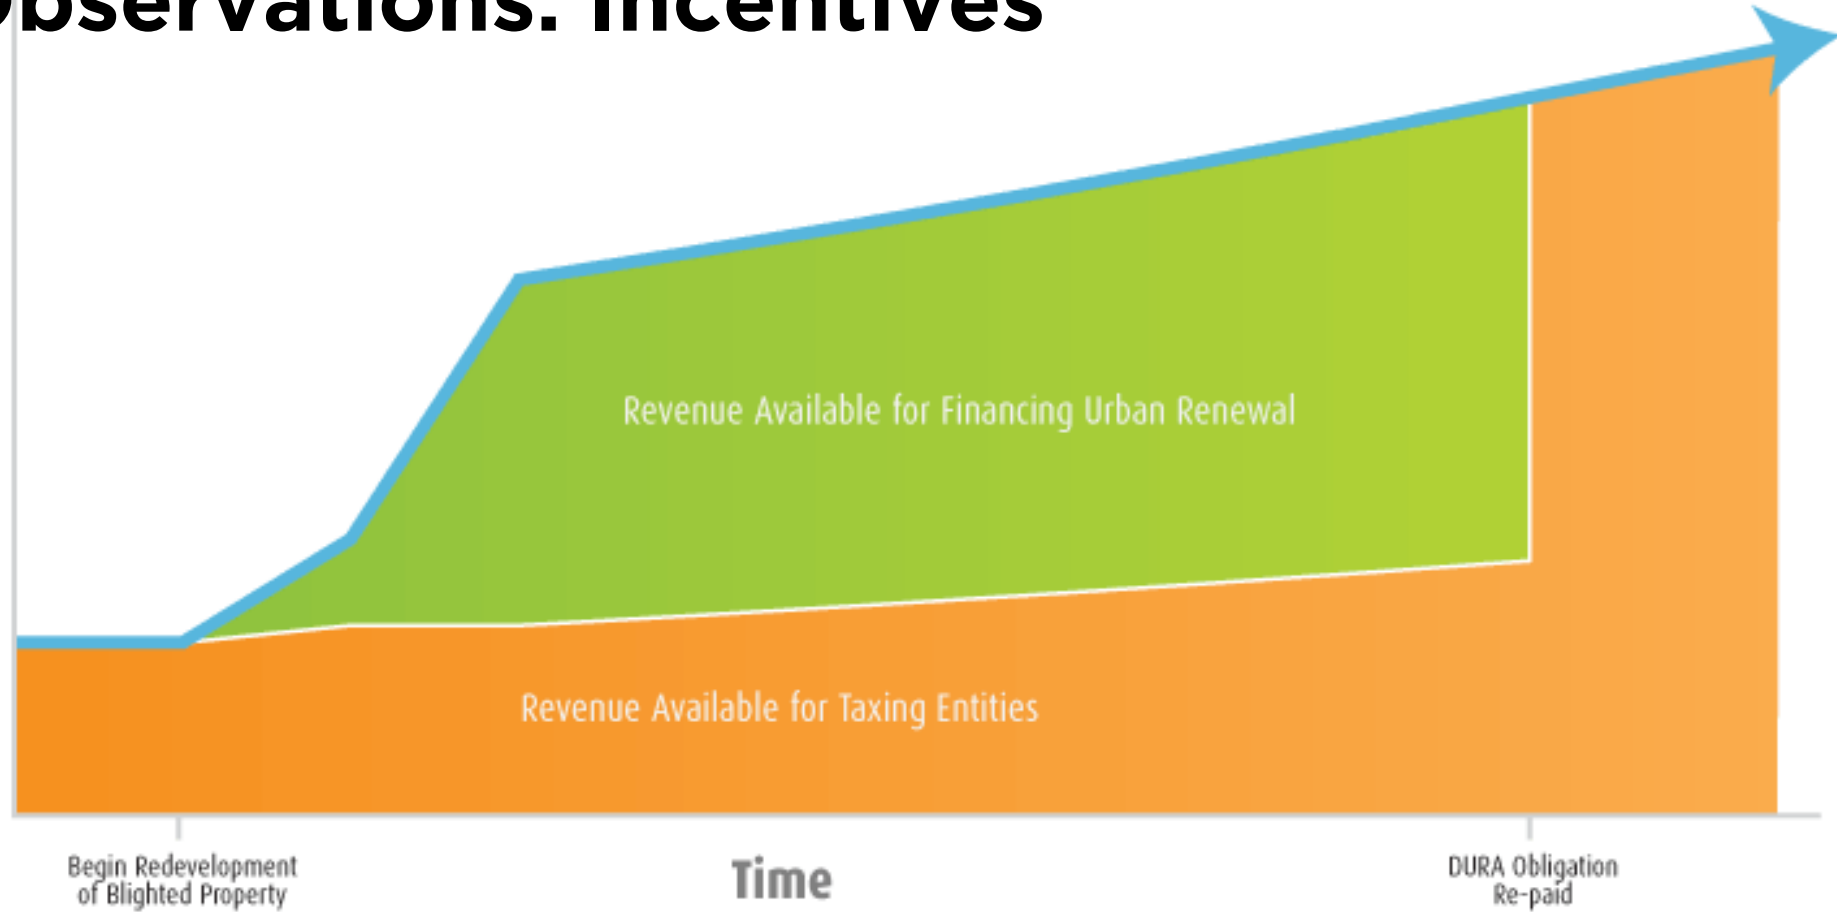 Observations: Incentives
Revenue Available for Financing Urban Renewal
Revenue Available for Taxing Entities
Begin Redevelopment
of Blighted Property
Time
DURA Obligation
Re-paid